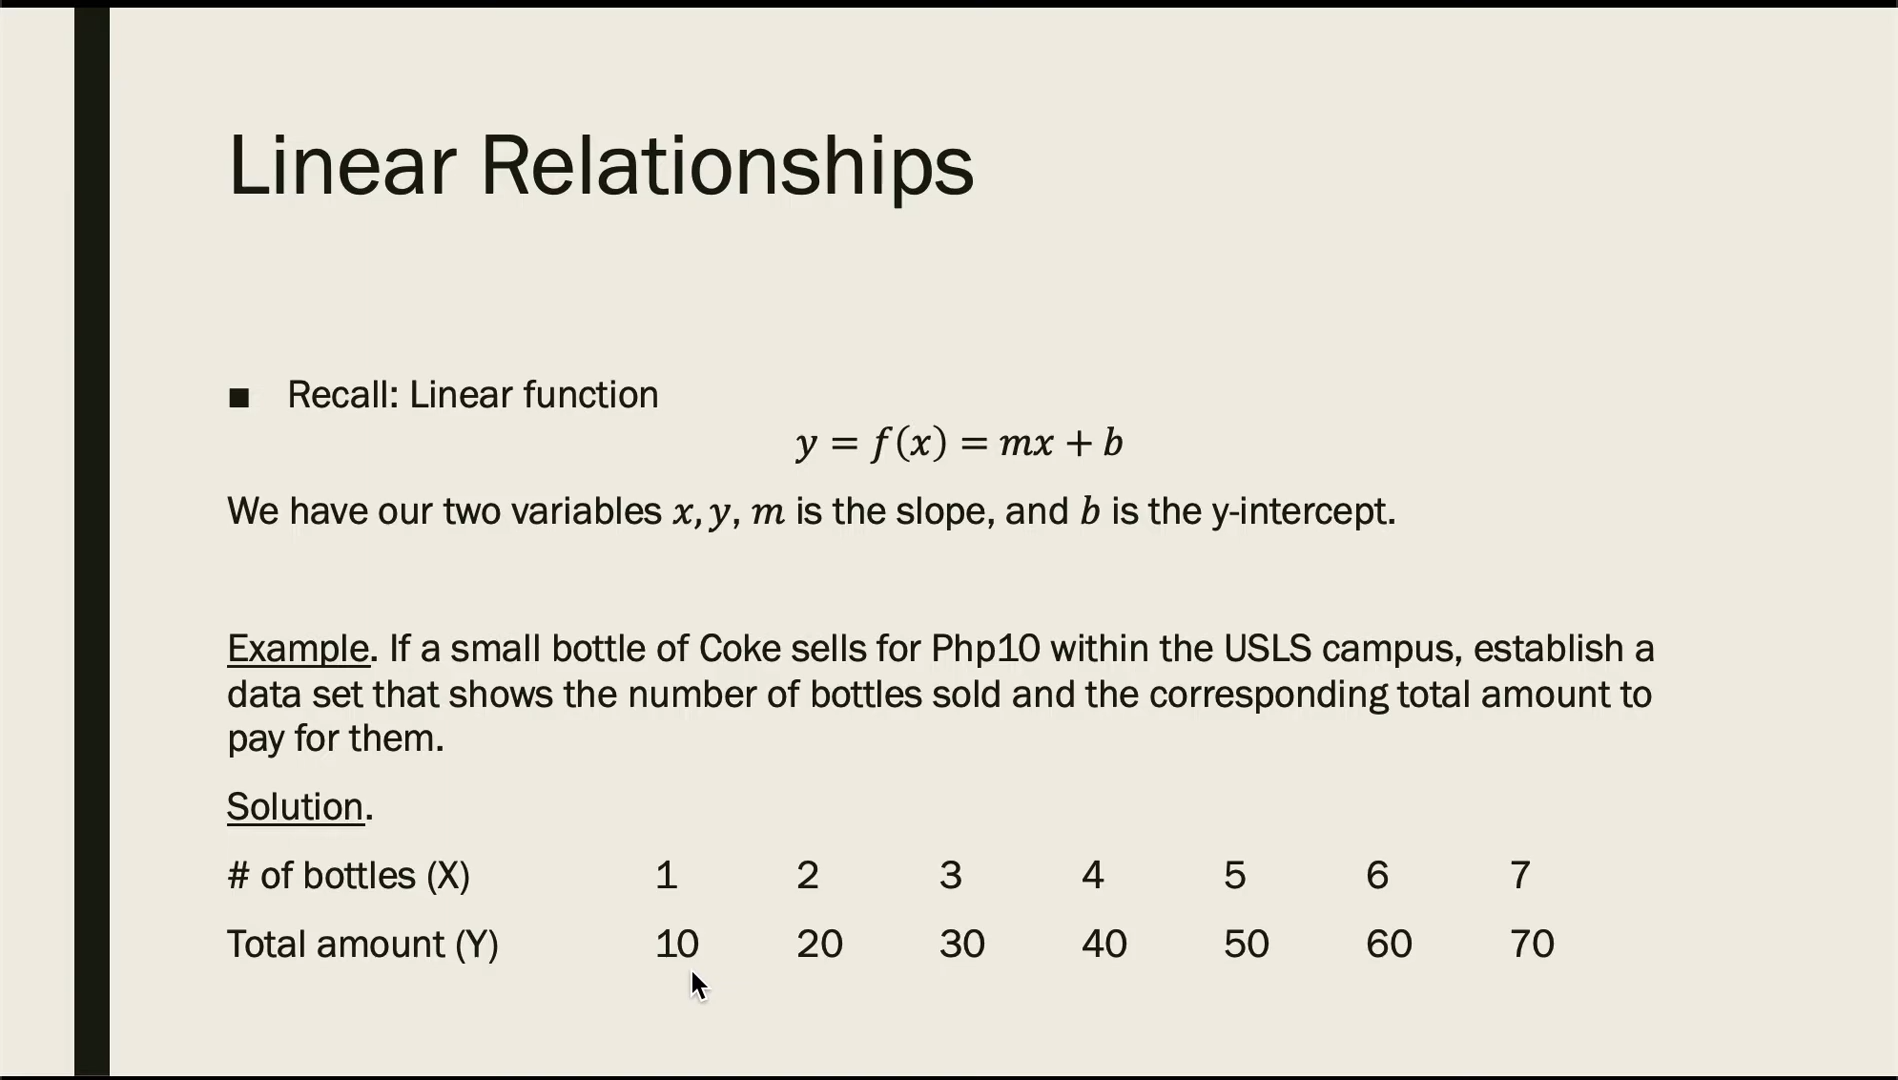 Linear Relationships
■ Recall: Linear function
y = f(x) = mx + b
We have our two variables x, y, m is the slope, and b is the y-intercept.
Example. If a small bottle of Coke sells for Php10 within the USLS campus, establish a
data set that shows the number of bottles sold and the corresponding total amount to
pay for them.
Solution.
# of bottles (X) 1 2 3 4 5 6 7
Total amount (Y) 10 20 30 40 50 60 70